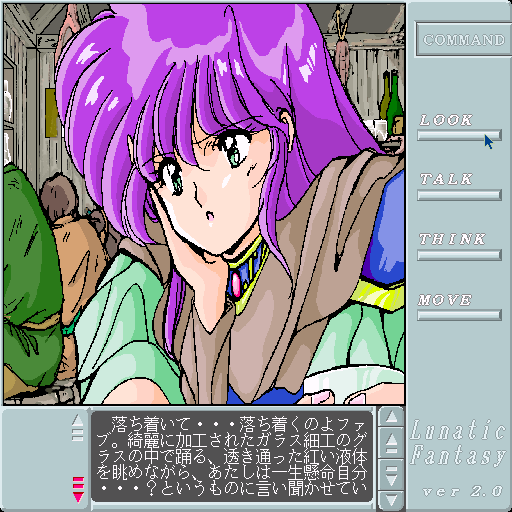 COMMAND
LOOK
TALK
THINK
MOVE
落ち着いて・・・落ち着くのよファ
ブ。綺麗に加工されたガラス細工のグ
ラスの中で踊る、透き通った紅い液体
を眺めながら、あたしは一生懸命自分
・・・?というものに言い聞かせてい
Lunatic
Fantasy
ver 2.0